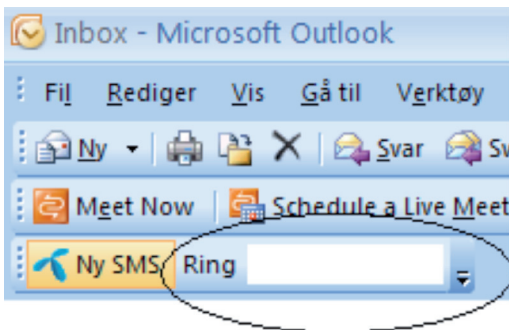 Inbox - Microsoft Outlook
Fil Rediger Vis Gå til Verktøy
Ny Svar Sv
Meet Now Schedule a Live Meet
Ny SMS Ring